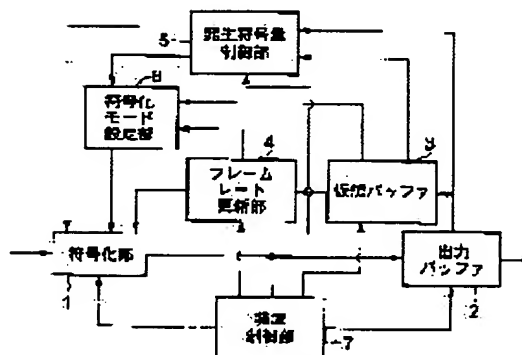 5
発生符号量
制御部
6
符号化
モード
設定部
4
フレーム
レート
更新部
3
仮想バッファ
符号化部
1
出力
バッファ
2
制御部
7